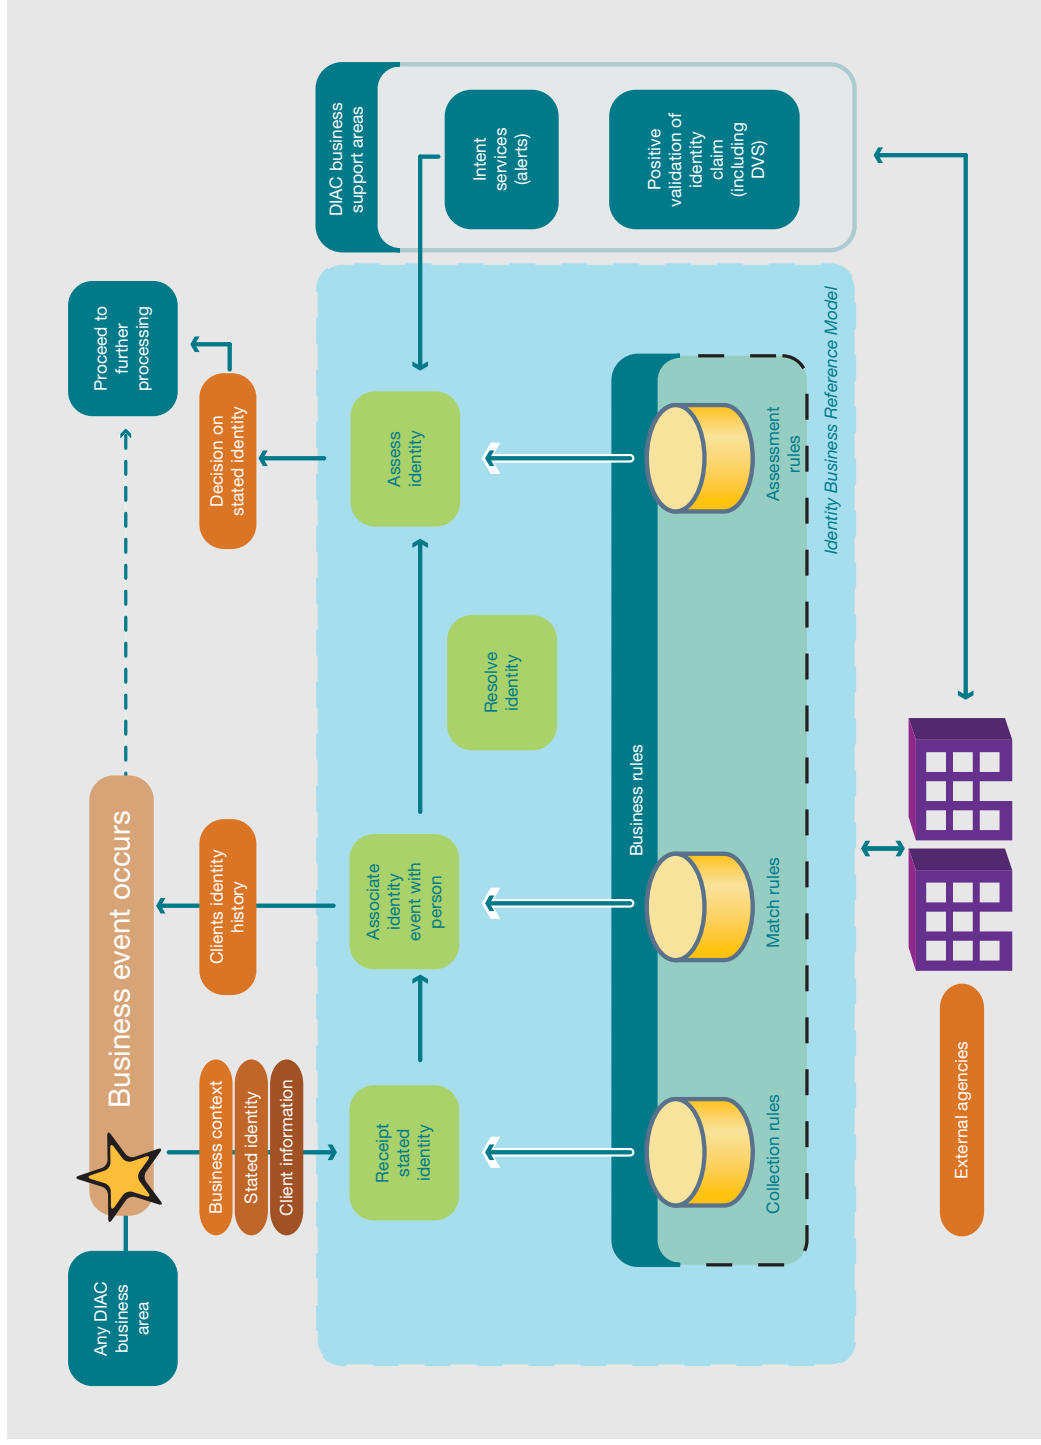 Any DIAC
business
area
Business event occurs
Proceed to
further
processing
Business context
Stated identity
Client information
Clients identity
history
Decision on
stated identity
DIAC business
support areas
Receipt
stated
identity
Associate
identity
event with
person
Resolve
identity
Assess
identity
Intent
services
(alerts)
Positive
validation of
identity
claim
(including
DVS)
Business rules
Collection rules
Match rules
Assessment
rules
Identity Business Reference Model
External agencies